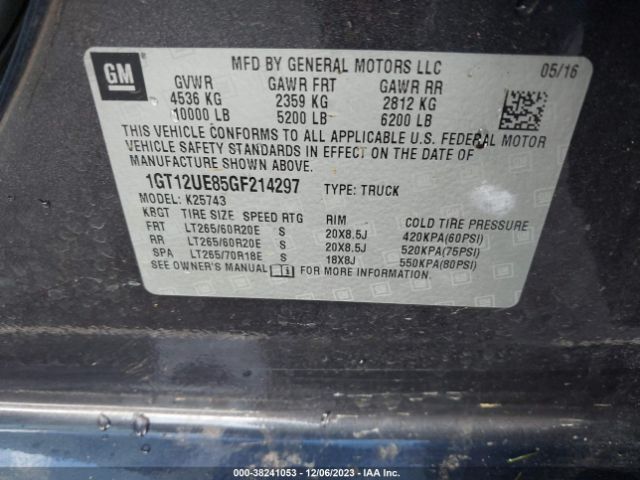 GM
MFD BY GENERAL MOTORS LLC 05/16
GVWR GAWR FRT GAWR RR
4536 KG 2359 KG 2812 KG
10000 LB 5200 LB 6200 LB
THIS VEHICLE CONFORMS TO ALL APPLICABLE U.S. FEDERAL MOTOR
VEHICLE SAFETY STANDARDS IN EFFECT ON THE DATE OF
MANUFACTURE SHOWN ABOVE.
1GT12UE85GF214297 TYPE: TRUCK
MODEL: K25743
KBGT TIRE SIZE SPEED RTG RIM COLD TIRE PRESSURE
FRT LT265/60R20E S 20X8.5J 420KPA(60PSI)
RR LT265/60R20E S 20X8.5J 520KPA(75PSI)
SPA LT265/70R18E S 18X8J 550KPA(80PSI)
SEE OWNER'S MANUAL FOR MORE INFORMATION.
000-38241053 - 12/06/2023 - IAA Inc.